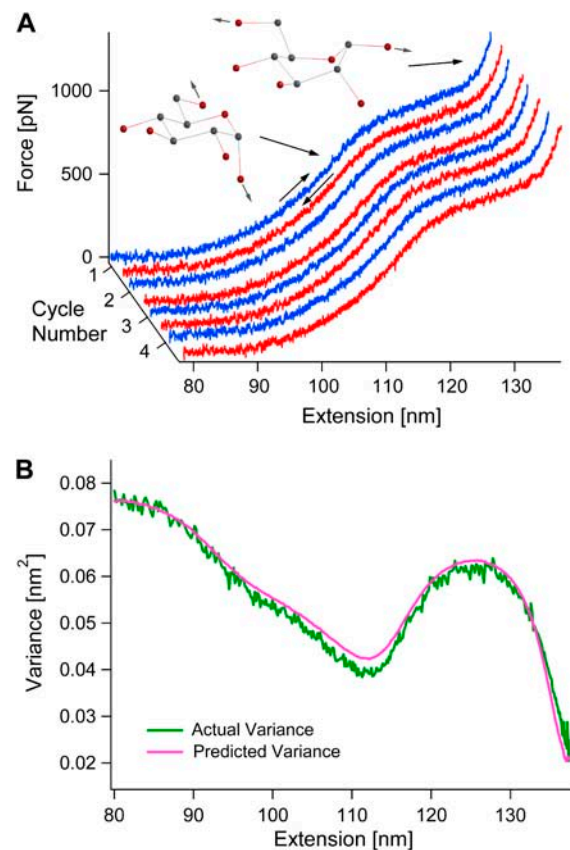 A
Force [pN]
1000
500
0
1
2
3
4
Cycle
Number
80 90 100 110 120 130
Extension [nm]
B
Variance [nm²]
0.08
0.07
0.06
0.05
0.04
0.03
0.02
Actual Variance
Predicted Variance
80 90 100 110 120 130
Extension [nm]